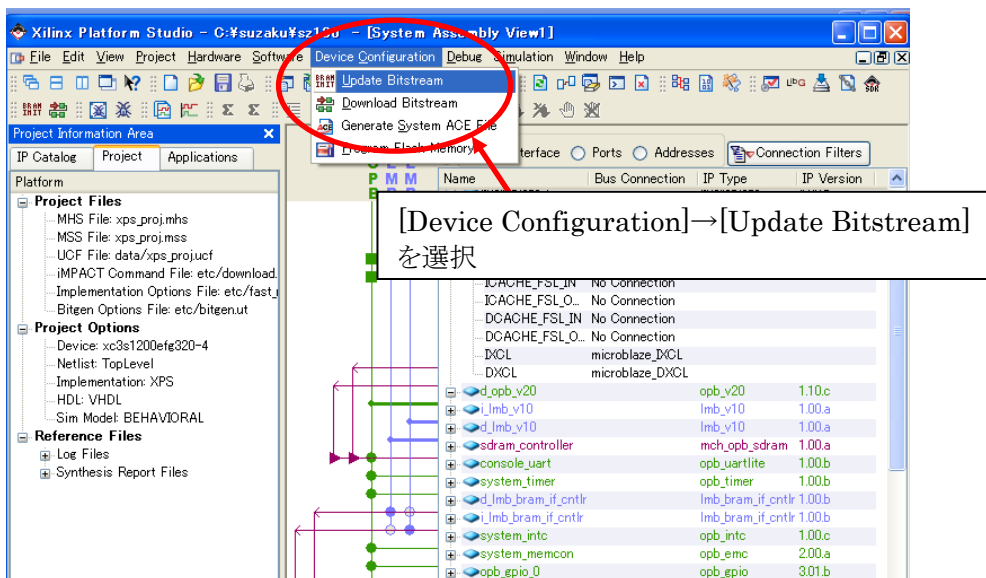 Xilinx Platform Studio - C:¥suzaku¥sz130 - [System Assembly View1]
File Edit View Project Hardware Software Device Configuration Debug Simulation Window Help
Update Bitstream
Download Bitstream
Generate System ACE File
Program Flash Memory
Project Information Area
IP Catalog Project Applications
Platform
Project Files
MHS File: xps_proj.mhs
MSS File: xps_proj.mss
UCF File: data/xps_proj.ucf
iMPACT Command File: etc/download.
Implementation Options File: etc/fast_
Bitgen Options File: etc/bitgen.ut
Project Options
Device: xc3s1200efg320-4
Netlist: TopLevel
Implementation: XPS
HDL: VHDL
Sim Model: BEHAVIORAL
Reference Files
Log Files
Synthesis Report Files
Ports Addresses Connection Filters
P M M
Name Bus Connection IP Type IP Version
[Device Configuration]→[Update Bitstream]
を選択
ICACHE_FSL_IN No Connection
ICACHE_FSL_O... No Connection
DCACHE_FSL_IN No Connection
DCACHE_FSL_O... No Connection
IXCL microblaze_IXCL
DXCL microblaze_DXCL
d_opb_v20 opb_v20 1.10.c
i_lmb_v10 lmb_v10 1.00.a
d_lmb_v10 lmb_v10 1.00.a
sdram_controller mch_opb_sdram 1.00.a
console_uart opb_uartlite 1.00.b
system_timer opb_timer 1.00.b
d_lmb_bram_if_cntlr lmb_bram_if_cntlr 1.00.b
i_lmb_bram_if_cntlr lmb_bram_if_cntlr 1.00.b
system_intc opb_intc 1.00.c
system_memcon opb_emc 2.00.a
opb_gpio_0 opb_gpio 3.01.b